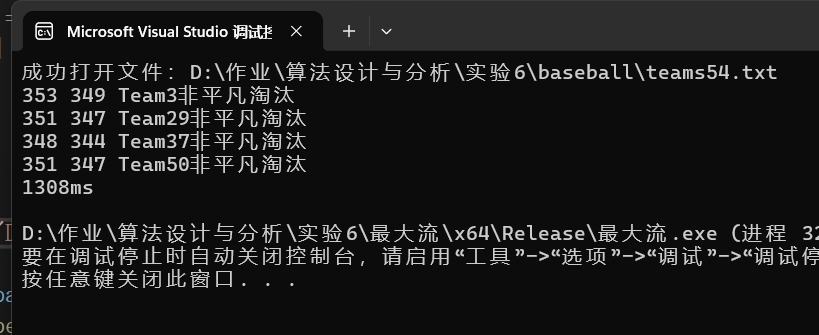 Microsoft Visual Studio 调试
成功打开文件：D:\作业\算法设计与分析\实验6\baseball\teams54.txt
353 349 Team3非平凡淘汰
351 347 Team29非平凡淘汰
348 344 Team37非平凡淘汰
351 347 Team50非平凡淘汰
1308ms
D:\作业\算法设计与分析\实验6\最大流\x64\Release\最大流.exe (进程 32
要在调试停止时自动关闭控制台，请启用“工具”->“选项”->“调试”->“调试停
按任意键关闭此窗口. . .